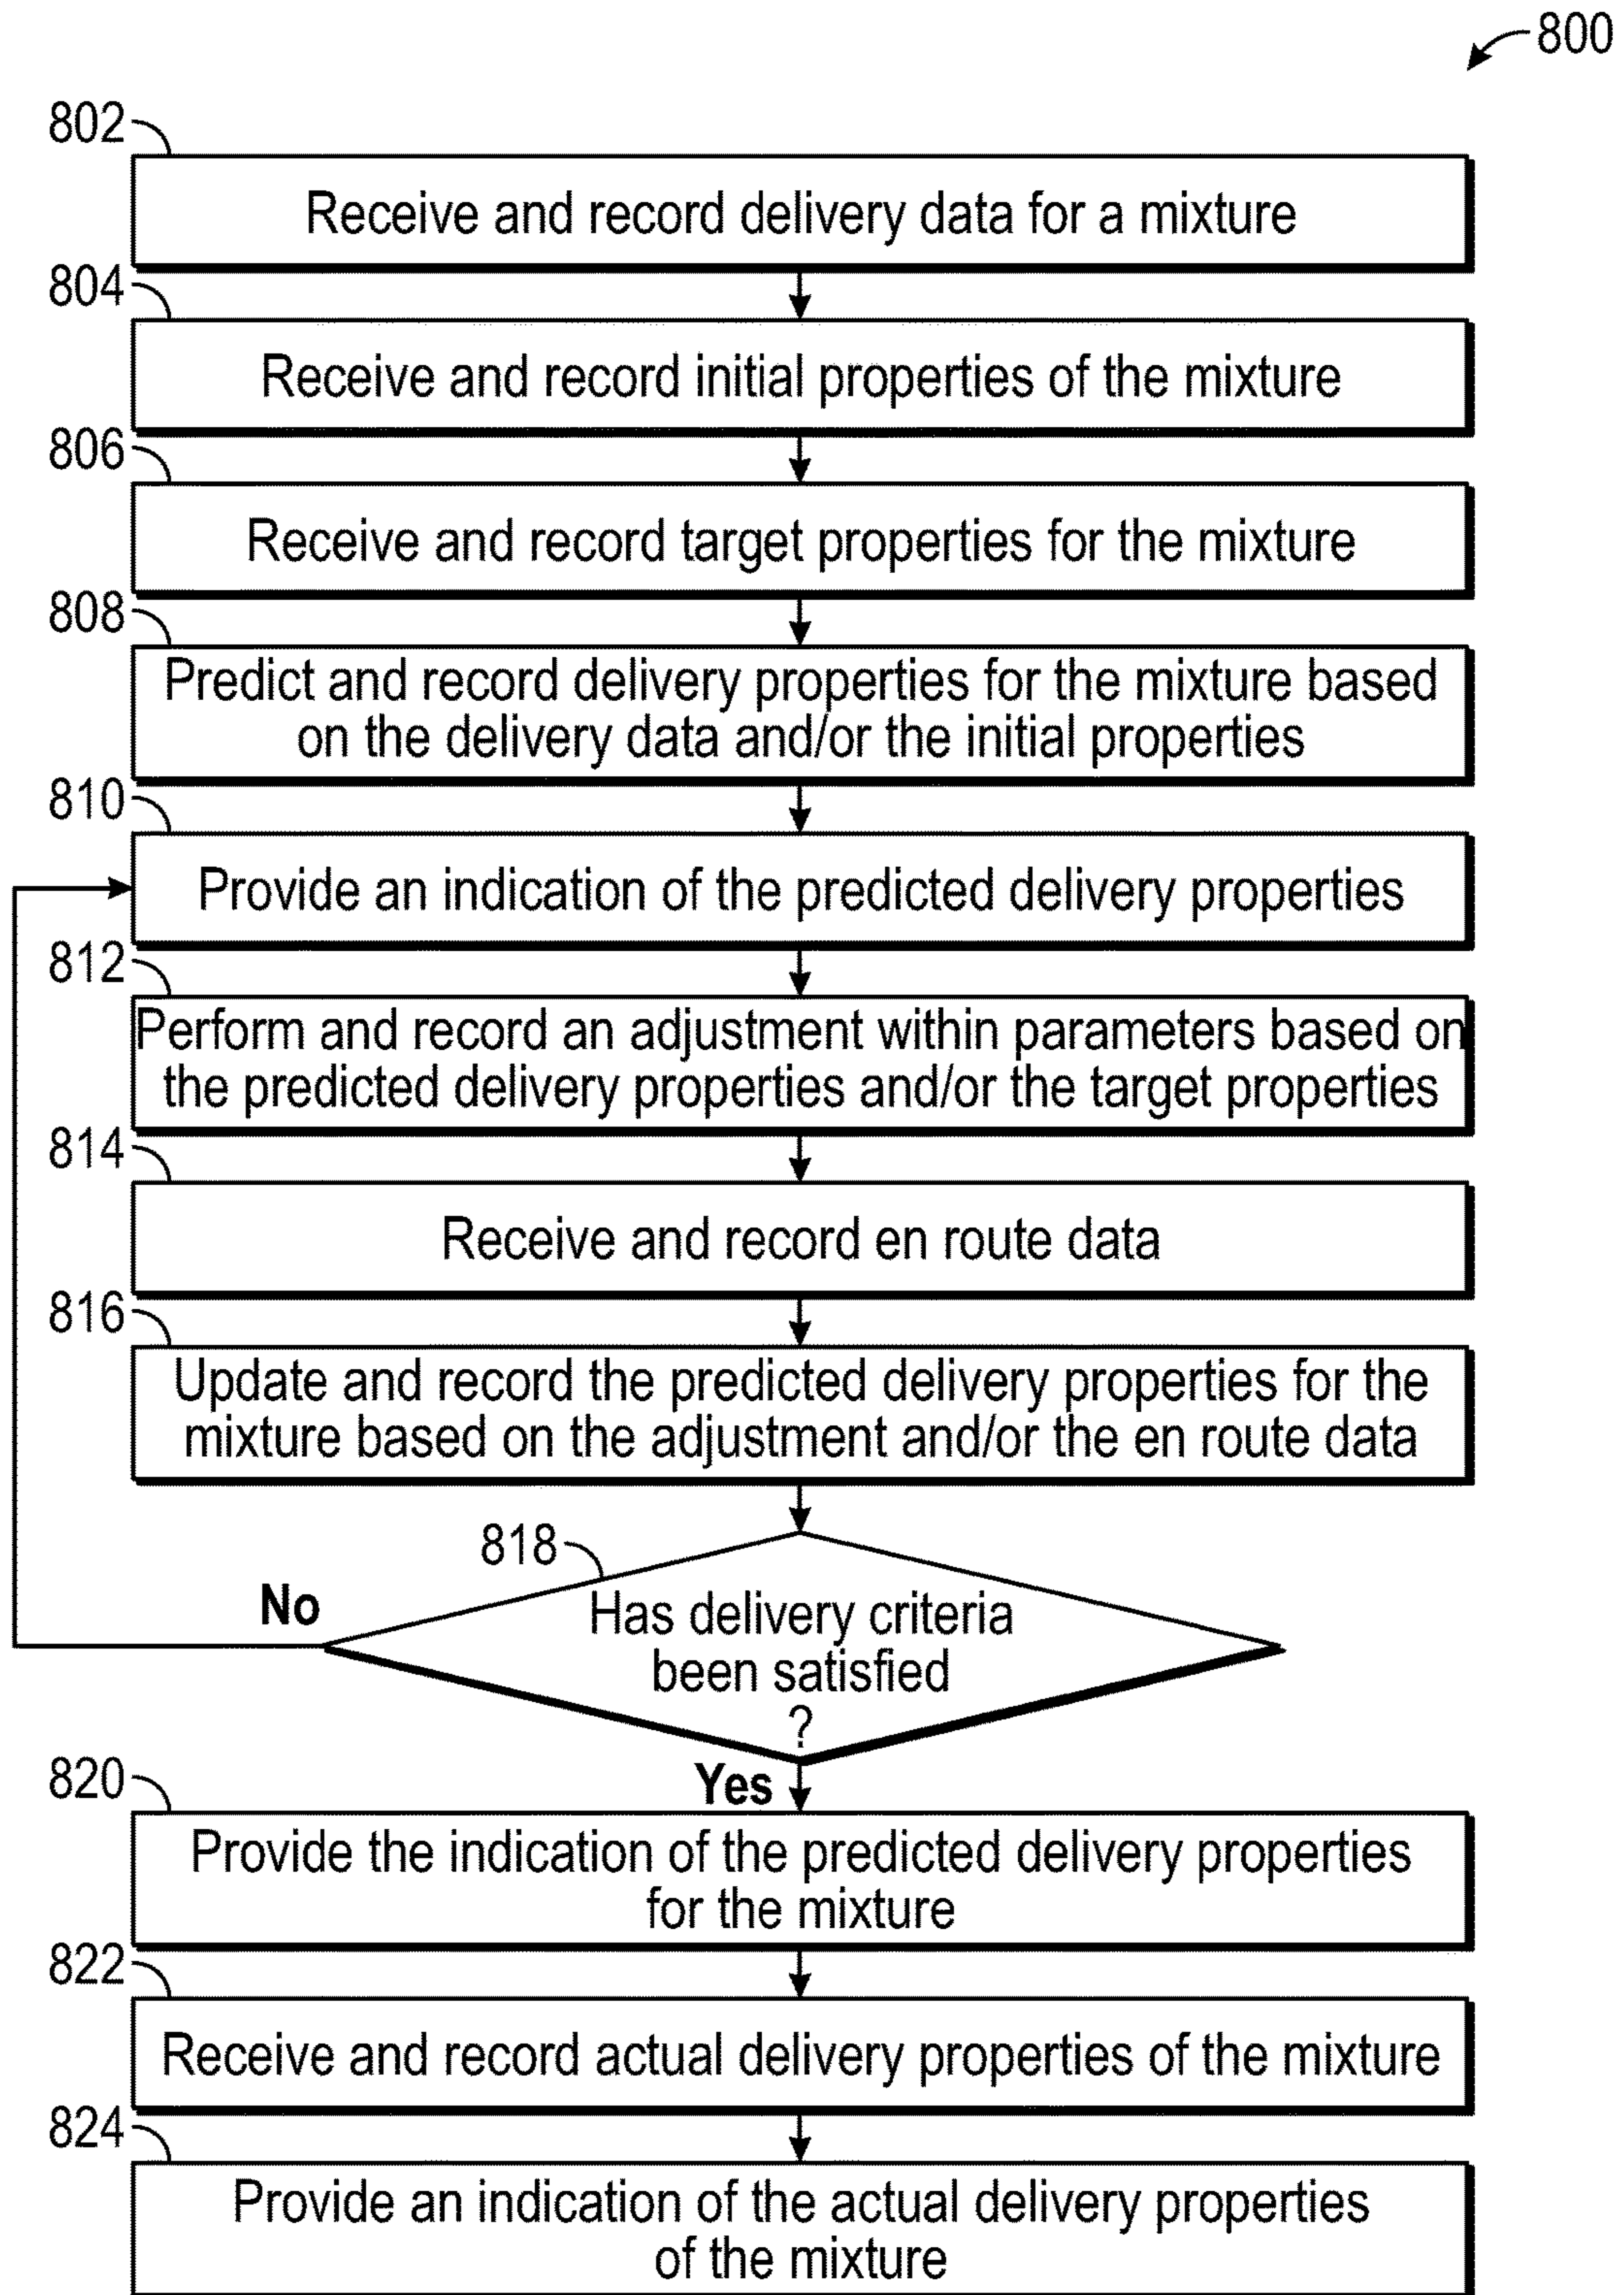 800
802
Receive and record delivery data for a mixture
804
Receive and record initial properties of the mixture
806
Receive and record target properties for the mixture
808
Predict and record delivery properties for the mixture based
on the delivery data and/or the initial properties
810
Provide an indication of the predicted delivery properties
812
Perform and record an adjustment within parameters based on
the predicted delivery properties and/or the target properties
814
Receive and record en route data
816
Update and record the predicted delivery properties for the
mixture based on the adjustment and/or the en route data
818
No
Has delivery criteria
been satisfied
?
Yes
820
Provide the indication of the predicted delivery properties
for the mixture
822
Receive and record actual delivery properties of the mixture
824
Provide an indication of the actual delivery properties
of the mixture